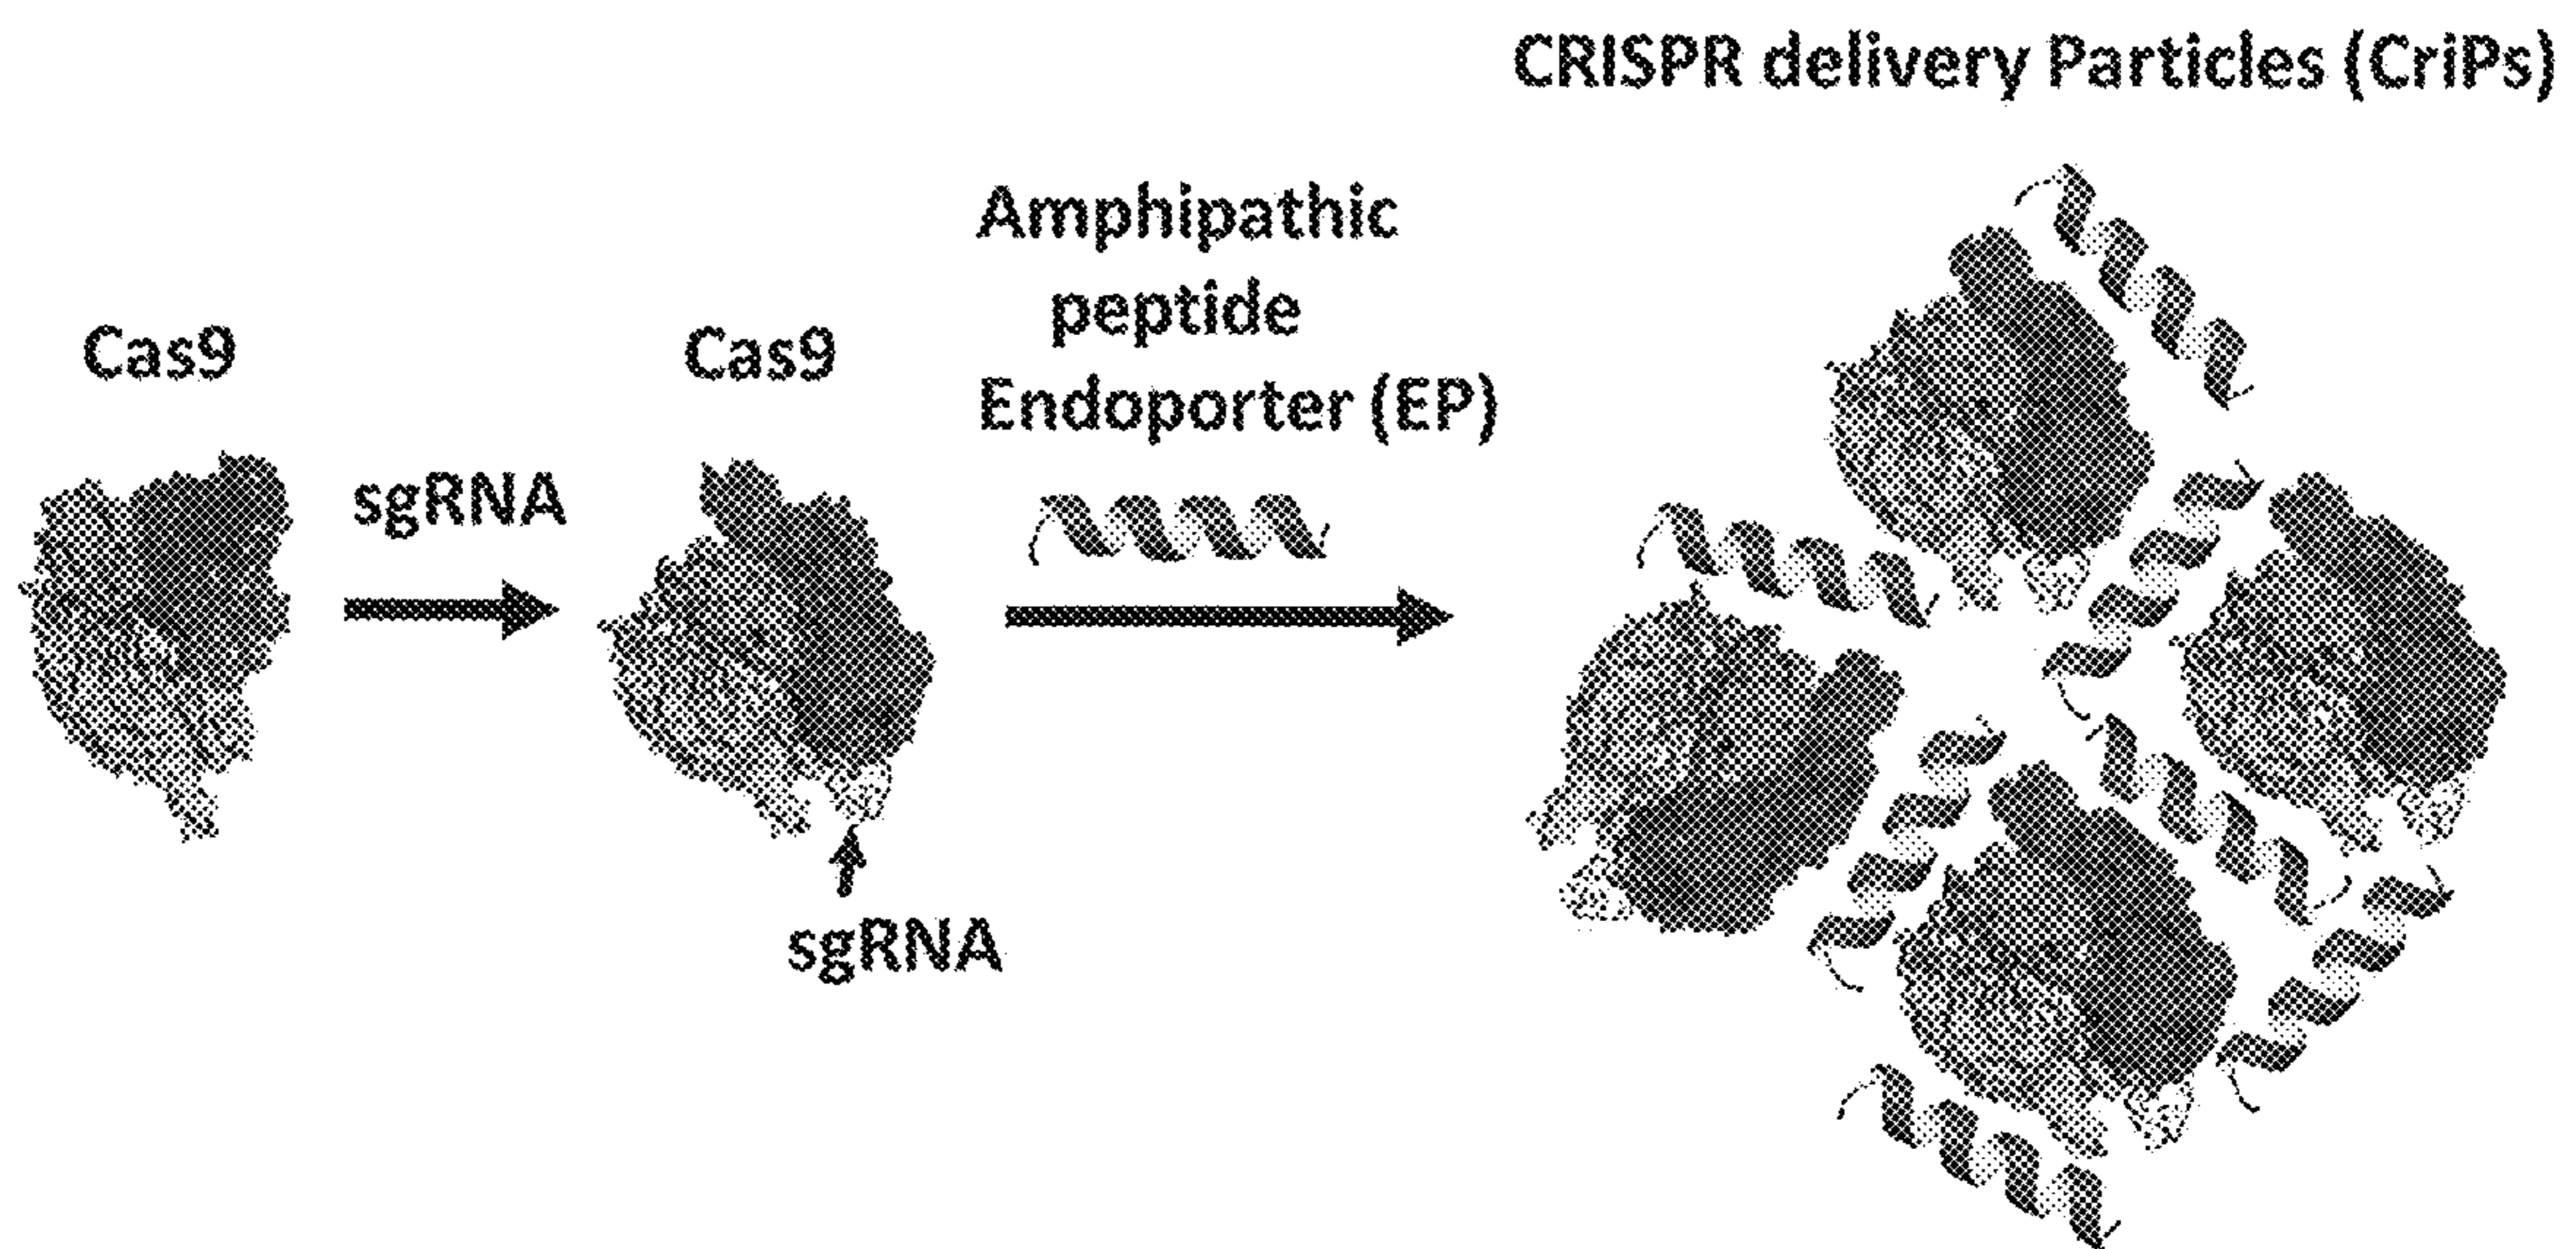 CRISPR delivery Particles (CriPs)
Cas9
sgRNA
Cas9
sgRNA
Amphipathic
peptide
Endoporter (EP)